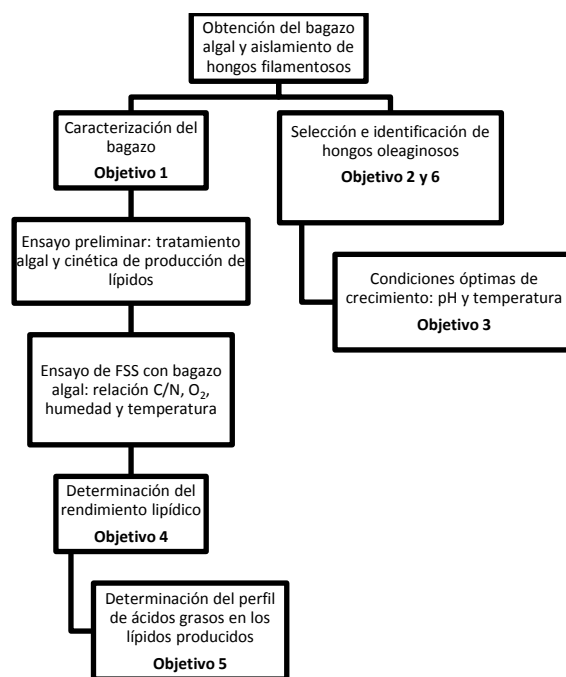 Obtención del bagazo
algal y aislamiento de
hongos filamentosos
Caracterización del
bagazo
Objetivo 1
Selección e identificación de
hongos oleaginosos
Objetivo 2 y 6
Ensayo preliminar: tratamiento
algal y cinética de producción de
lípidos
Condiciones óptimas de
crecimiento: pH y temperatura
Objetivo 3
Ensayo de FSS con bagazo
algal: relación C/N, O₂,
humedad y temperatura
Determinación del
rendimiento lipídico
Objetivo 4
Determinación del perfil
de ácidos grasos en los
lípidos producidos
Objetivo 5